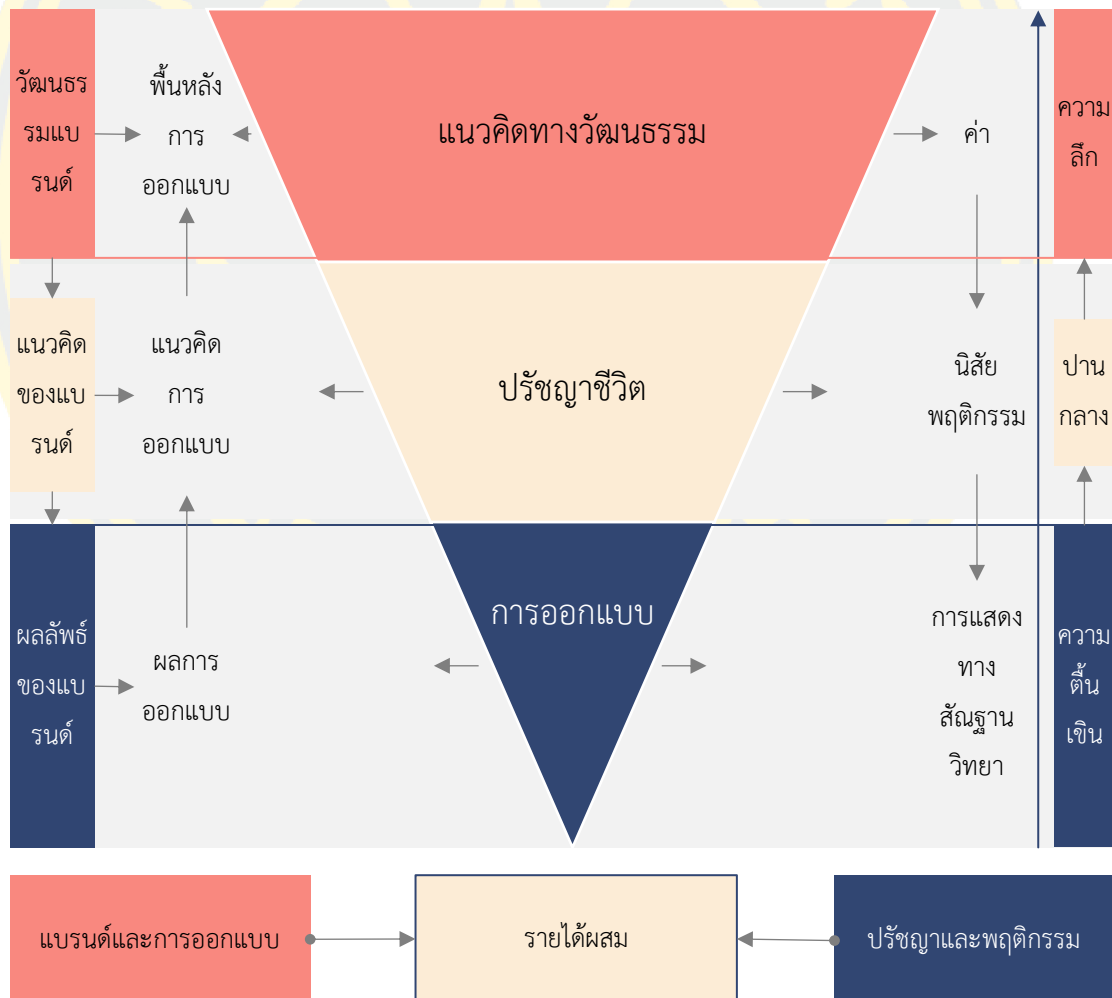 วัฒนธร
รมแบ
รนด์
พื้นหลัง
การ
ออกแบบ
แนวคิดทางวัฒนธรรม
ค่า
ความ
ลึก
แนวคิด
ของแบ
รนด์
แนวคิด
การ
ออกแบบ
ปรัชญาชีวิต
นิสัย
พฤติกรรม
ปาน
กลาง
ผลลัพธ์
ของแบ
รนด์
ผลการ
ออกแบบ
การออกแบบ
การแสดง
ทาง
สัณฐาน
วิทยา
ความ
ตื้น
เขิน
แบรนด์และการออกแบบ
รายได้ผสม
ปรัชญาและพฤติกรรม